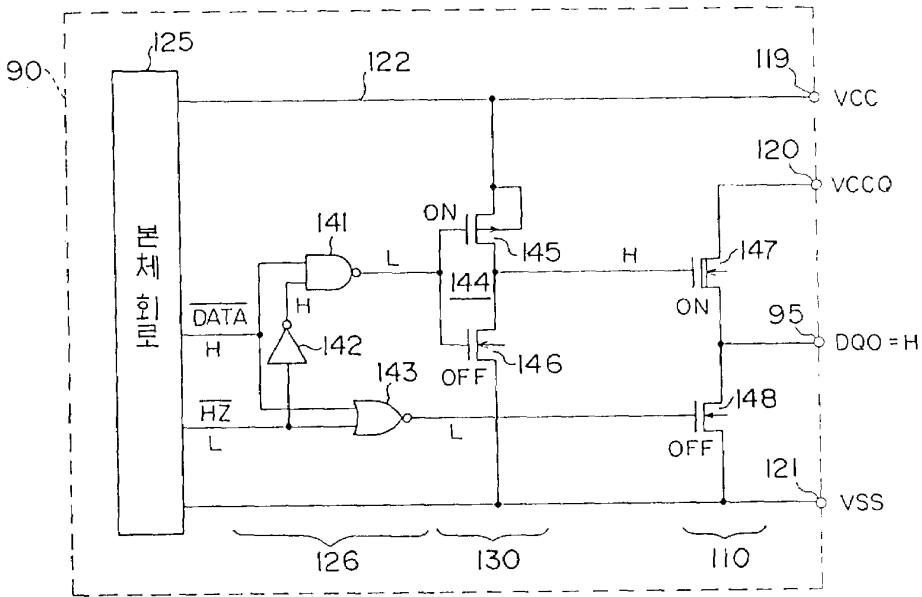 125
90
122
119
VCC
120
VCCQ
본체 회로
141
ON
145
L
H
147
ON
144
H
DATA
H
142
143
146
OFF
95
DQO = H
HZ
L
L
148
OFF
121
VSS
126
130
110